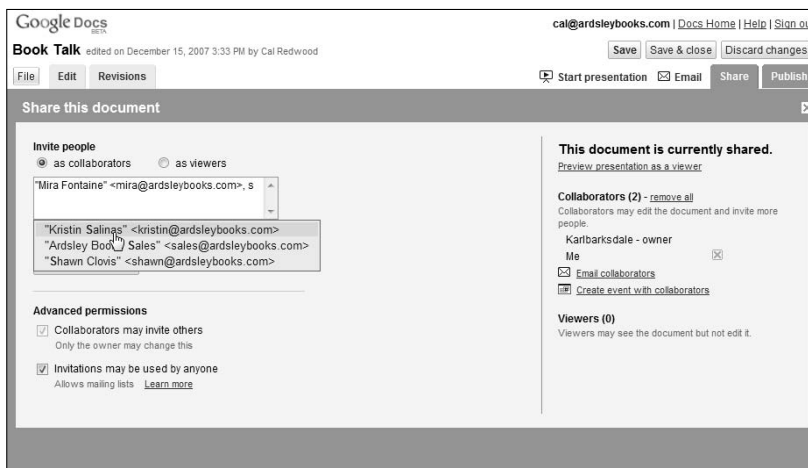 Google Docs
BETA
cal@ardsleybooks.com | Docs Home | Help | Sign ou
Book Talk edited on December 15, 2007 3:33 PM by Cal Redwood
Save Save & close Discard changes
File Edit Revisions
Start presentation Email Share Publish
Share this document
Invite people
as collaborators as viewers
"Mira Fontaine" <mira@ardsleybooks.com>, s
"Kristin Salinas" <kristin@ardsleybooks.com>
"Ardsley Book Sales" <sales@ardsleybooks.com>
"Shawn Clovis" <shawn@ardsleybooks.com>
Advanced permissions
Collaborators may invite others
Only the owner may change this
Invitations may be used by anyone
Allows mailing lists Learn more
This document is currently shared.
Preview presentation as a viewer
Collaborators (2) - remove all
Collaborators may edit the document and invite more
people.
Karlbarksdale - owner
Me
Email collaborators
Create event with collaborators
Viewers (0)
Viewers may see the document but not edit it.